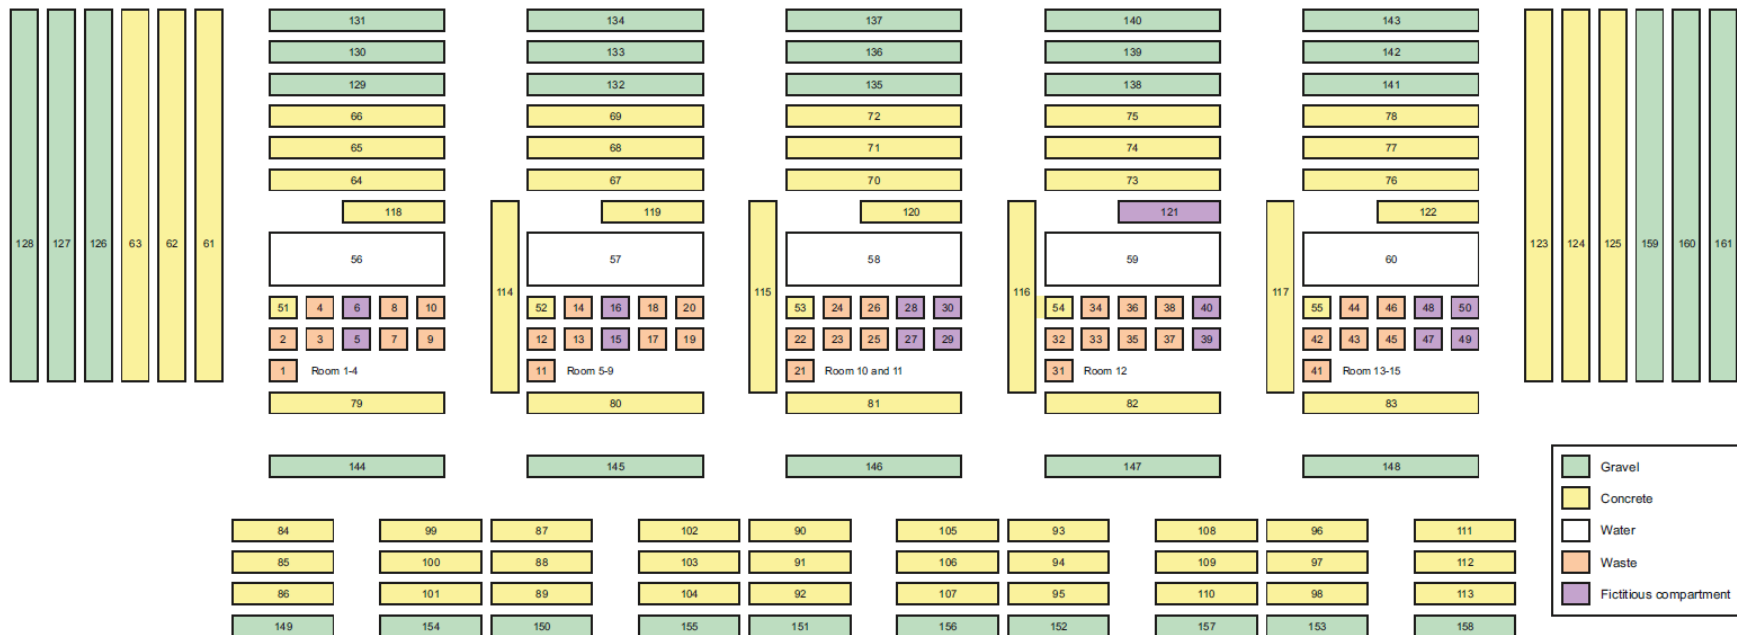 131 134 137 140 143
130 133 136 139 142
129 132 135 138 141
66 69 72 75 78
65 68 71 74 77
64 67 70 73 76
118 119 120 121 122
128 127 126 63 62 61 123 124 125 159 160 161
56 57 58 59 60
114 115 116 117
51 4 6 8 10 52 14 16 18 20 53 24 26 28 30 54 34 36 38 40 55 44 46 48 50
2 3 5 7 9 12 13 15 17 19 22 23 25 27 29 32 33 35 37 39 42 43 45 47 49
1 Room 1-4 11 Room 5-9 21 Room 10 and 11 31 Room 12 41 Room 13-15
79 80 81 82 83
144 145 146 147 148
Gravel
Concrete
Water
Waste
Fictitious compartment
84 99 87 102 90 105 93 108 96 111
85 100 88 103 91 106 94 109 97 112
86 101 89 104 92 107 95 110 98 113
149 154 150 155 151 156 152 157 153 158